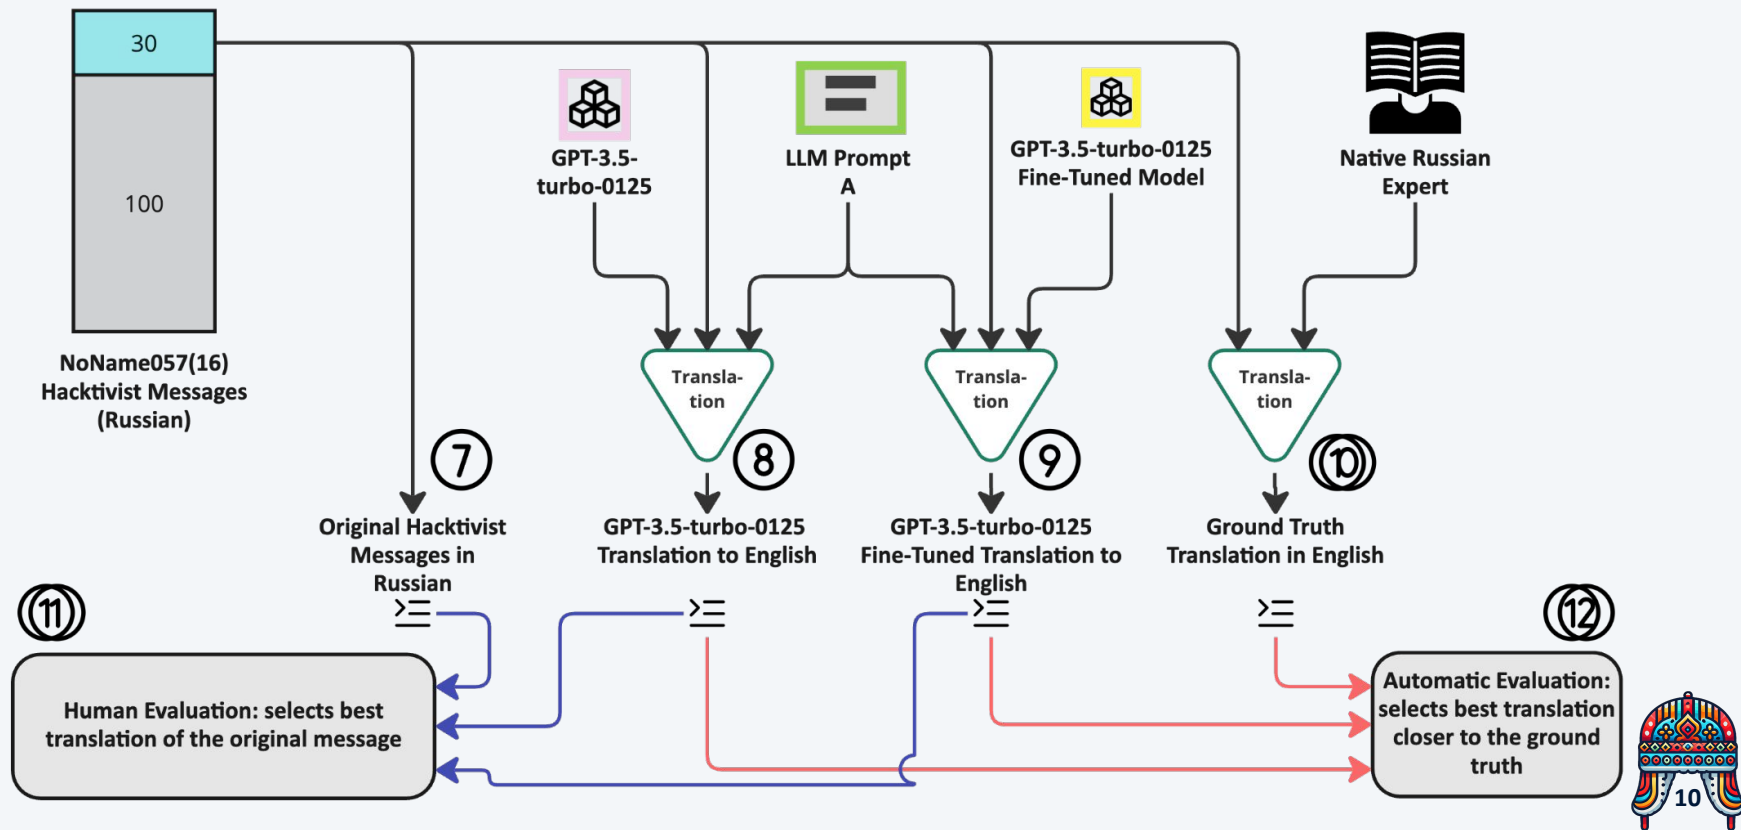 30
100
NoName057(16)
Hacktivist Messages
(Russian)
GPT-3.5-
turbo-0125
LLM Prompt
A
GPT-3.5-turbo-0125
Fine-Tuned Model
Native Russian
Expert
Transla-
tion
Transla-
tion
Transla-
tion
7
8
9
10
Original Hacktivist
Messages in
Russian
GPT-3.5-turbo-0125
Translation to English
GPT-3.5-turbo-0125
Fine-Tuned Translation to
English
Ground Truth
Translation in English
11
12
Human Evaluation: selects best
translation of the original message
Automatic Evaluation:
selects best translation
closer to the ground
truth
10